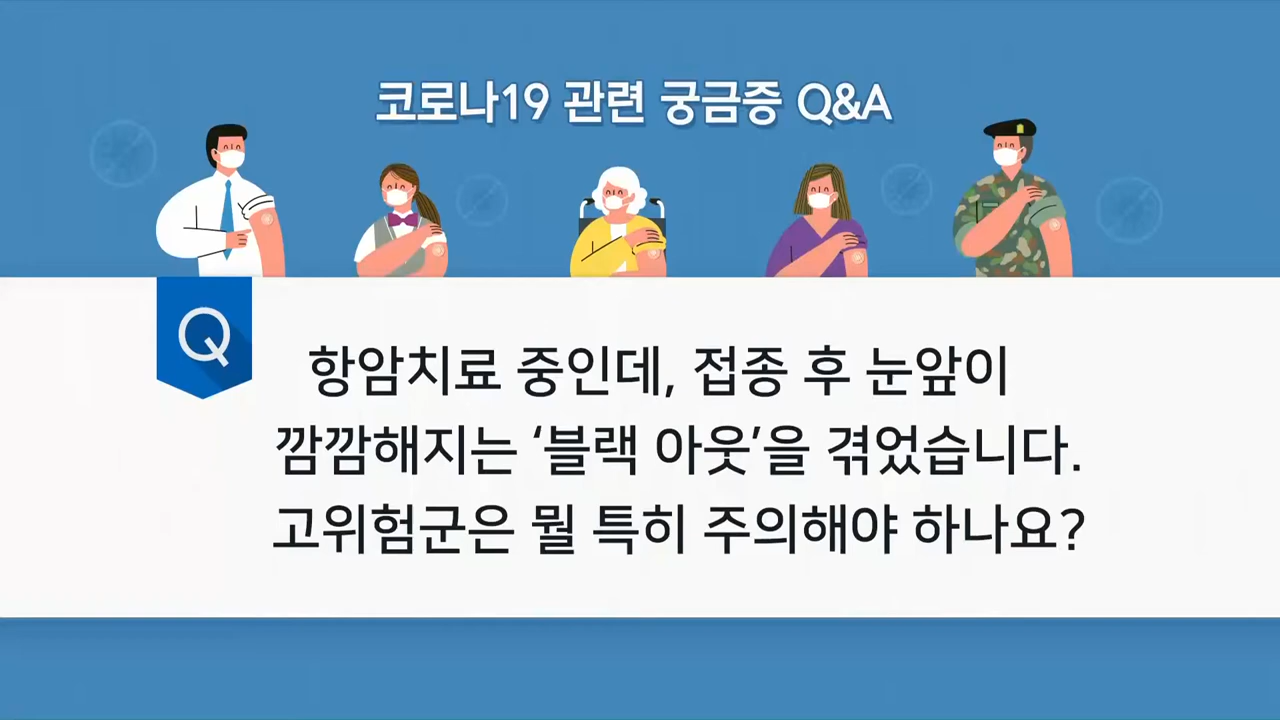 코로나19 관련 궁금증 Q&A
Q
항암치료 중인데, 접종 후 눈앞이
깜깜해지는 ‘블랙 아웃’을 겪었습니다.
고위험군은 뭘 특히 주의해야 하나요?